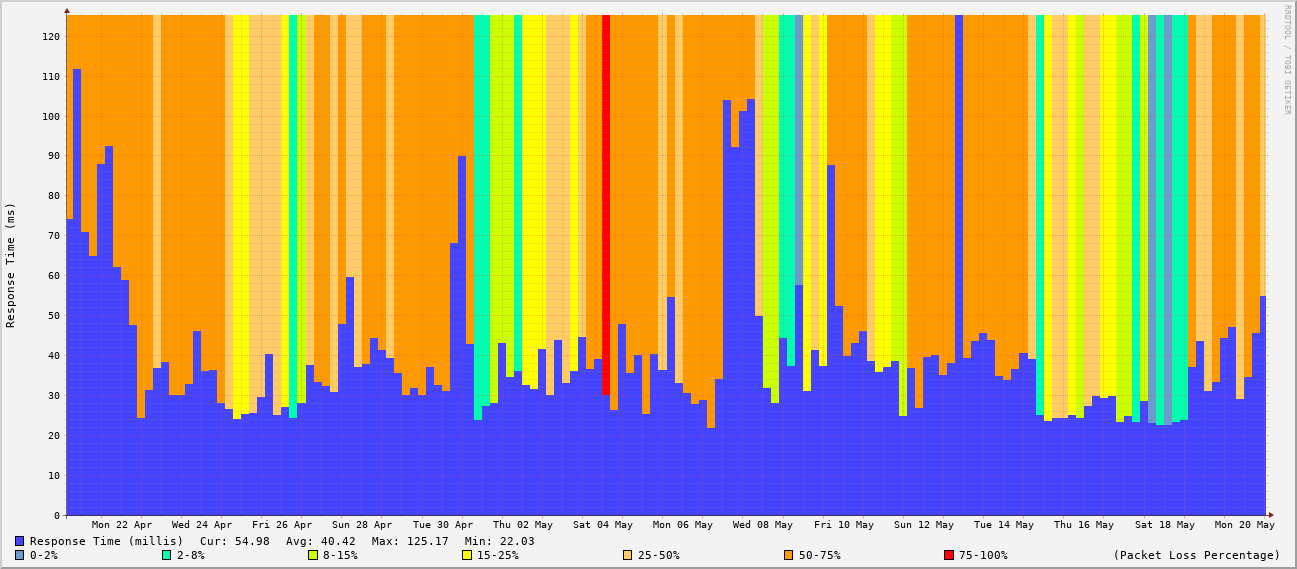 RRDTOOL / TOBI OETIKER
Response Time (ms)
120
110
100
90
80
70
60
50
40
30
20
10
0
Mon 22 Apr Wed 24 Apr Fri 26 Apr Sun 28 Apr Tue 30 Apr Thu 02 May Sat 04 May Mon 06 May Wed 08 May Fri 10 May Sun 12 May Tue 14 May Thu 16 May Sat 18 May Mon 20 May
Response Time (millis) Cur: 54.98 Avg: 40.42 Max: 125.17 Min: 22.03
0-2% 2-8% 8-15% 15-25% 25-50% 50-75% 75-100% (Packet Loss Percentage)